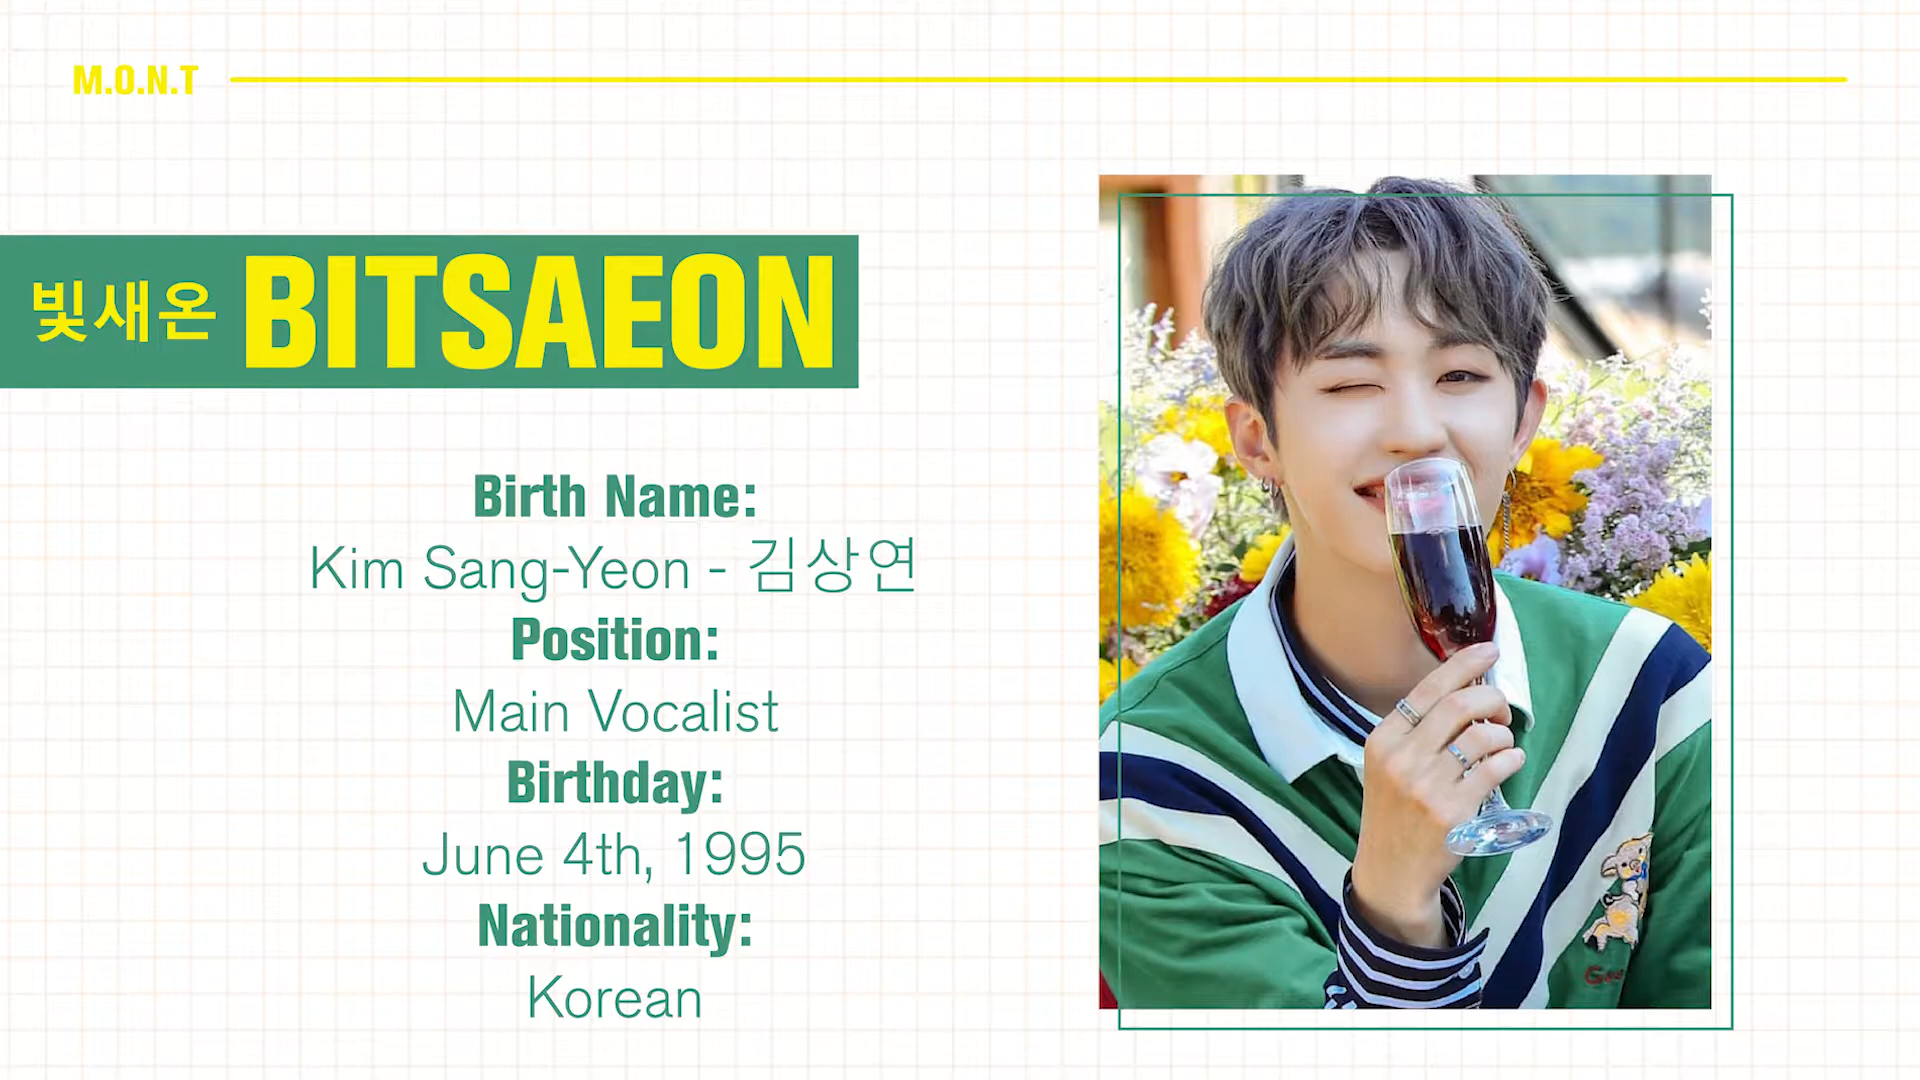 M.O.N.T
빛새온 BITSAEON
Birth Name:
Kim Sang-Yeon - 김상연
Position:
Main Vocalist
Birthday:
June 4th, 1995
Nationality:
Korean